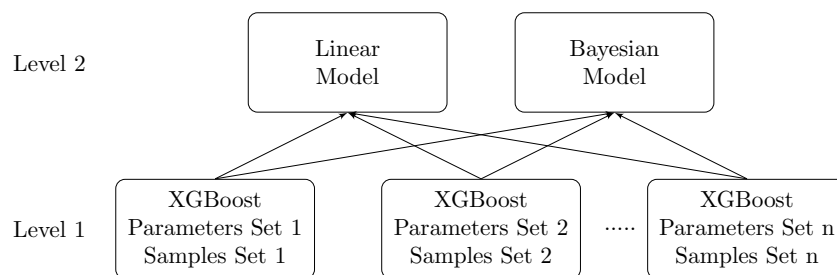 Level 2
Linear
Model
Bayesian
Model
Level 1
XGBoost
Parameters Set 1
Samples Set 1
XGBoost
Parameters Set 2
Samples Set 2
.....
XGBoost
Parameters Set n
Samples Set n